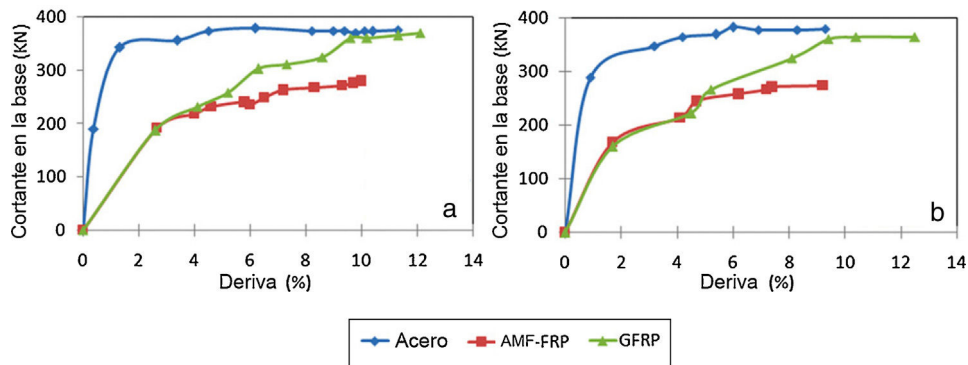 Cortante en la base (KN)
400
300
200
100
0
a
0 2 4 6 8 10 12 14
Deriva (%)
Cortante en la base (KN)
400
300
200
100
0
b
0 2 4 6 8 10 12 14
Deriva (%)
Acero AMF-FRP GFRP